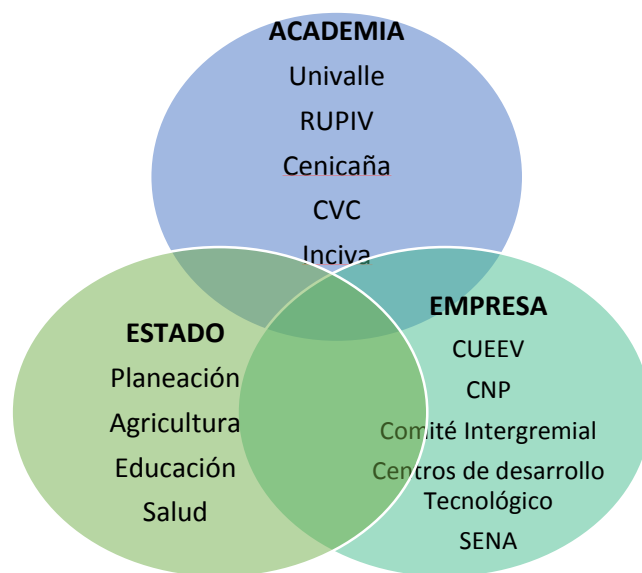 ACADEMIA
Univalle
RUPIV
Cenicaña
CVC
Inciva
ESTADO
Planeación
Agricultura
Educación
Salud
EMPRESA
CUEEV
CNP
Comité Intergremial
Centros de desarrollo
Tecnológico
SENA